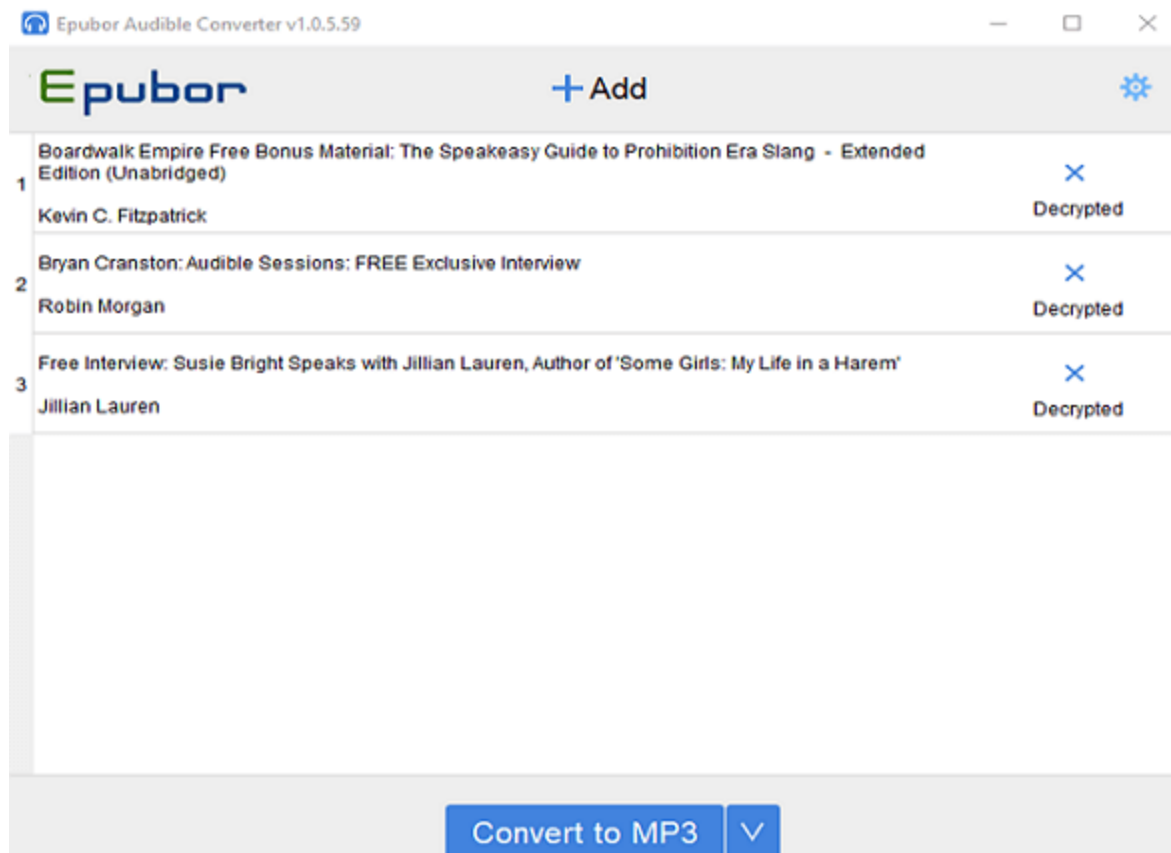 Epubor Audible Converter v1.0.5.59
Epubor
Add
1
Boardwalk Empire Free Bonus Material: The Speakeasy Guide to Prohibition Era Slang - Extended
Edition (Unabridged)
Kevin C. Fitzpatrick
Decrypted
2
Bryan Cranston: Audible Sessions: FREE Exclusive Interview
Robin Morgan
Decrypted
3
Free Interview: Susie Bright Speaks with Jillian Lauren, Author of 'Some Girls: My Life in a Harem'
Jillian Lauren
Decrypted
Convert to MP3